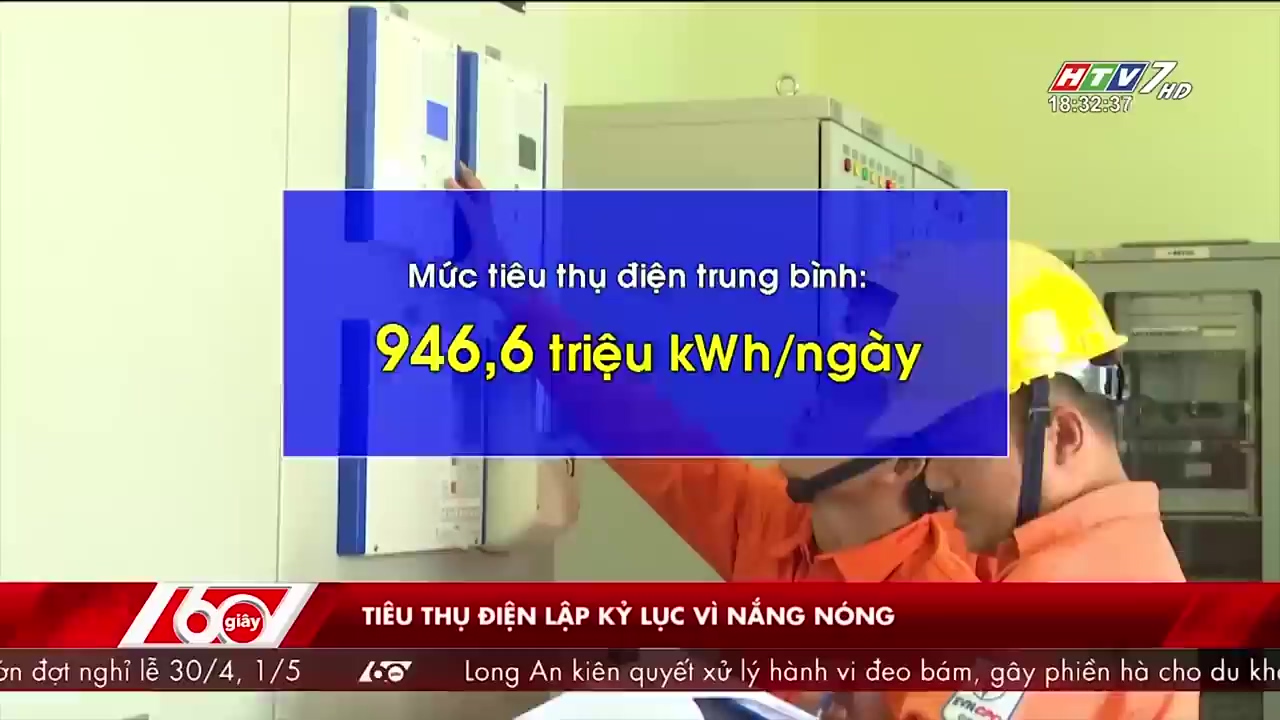 HTV7 HD
18:32:37
Mức tiêu thụ điện trung bình:
946,6 triệu kWh/ngày
60 giây
TIÊU THỤ ĐIỆN LẬP KỶ LỤC VÌ NẮNG NÓNG
đợt nghỉ lễ 30/4, 1/5 60 Long An kiên quyết xử lý hành vi đeo bám, gây phiền hà cho du
EVNCPC